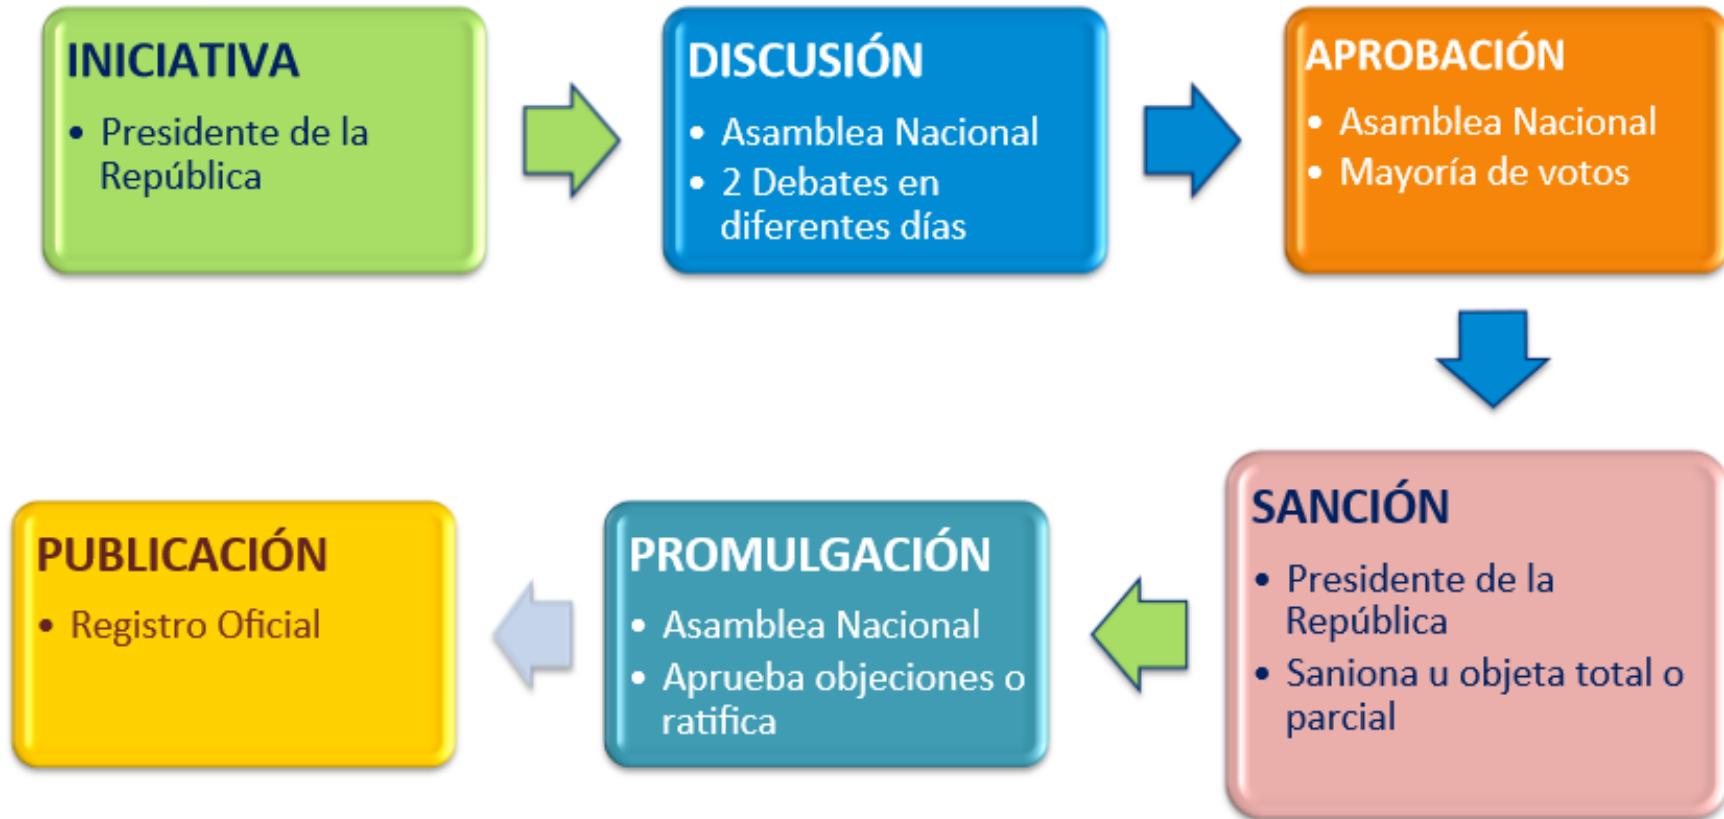 INICIATIVA
• Presidente de la
República
DISCUSIÓN
• Asamblea Nacional
• 2 Debates en
diferentes días
APROBACIÓN
• Asamblea Nacional
• Mayoría de votos
SANCIÓN
• Presidente de la
República
• Saniona u objeta total o
parcial
PROMULGACIÓN
• Asamblea Nacional
• Aprueba objeciones o
ratifica
PUBLICACIÓN
• Registro Oficial